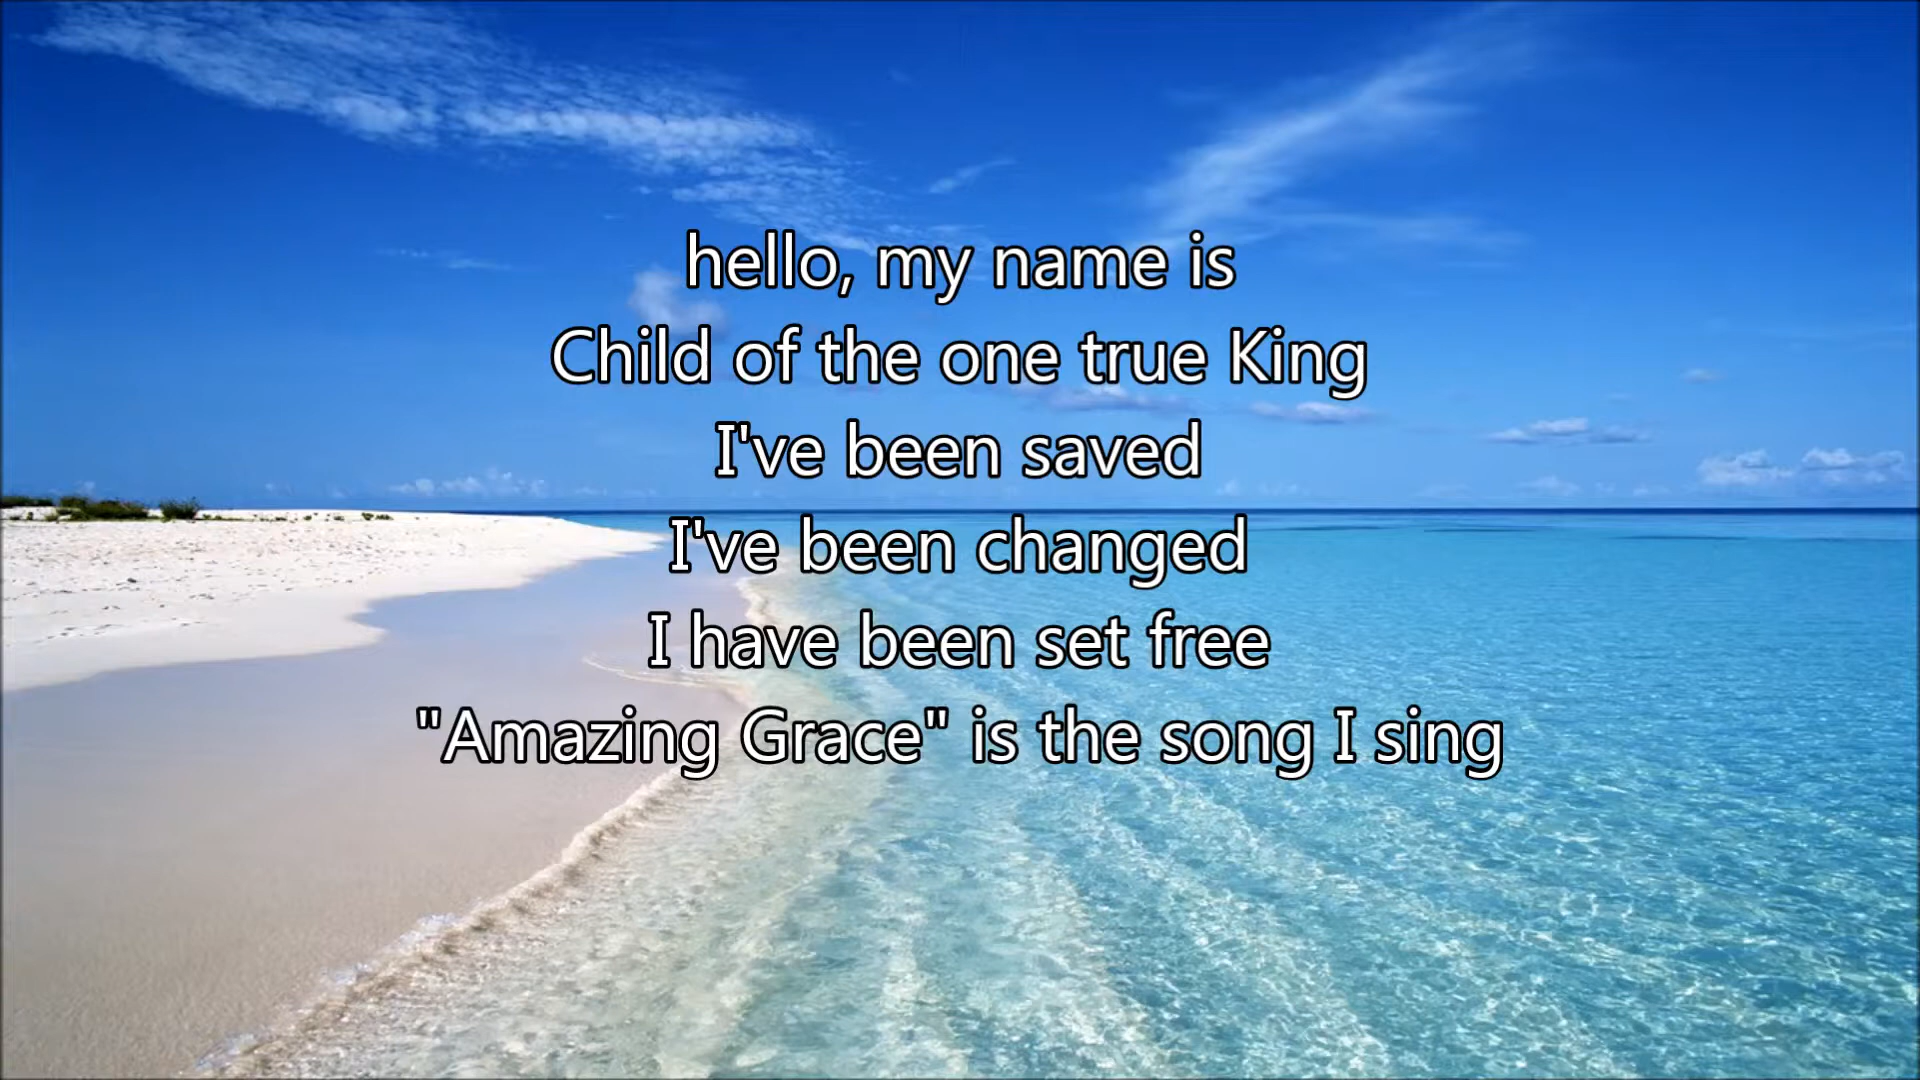 hello, my name is
Child of the one true King
I've been saved
I've been changed
I have been set free
"Amazing Grace" is the song I sing